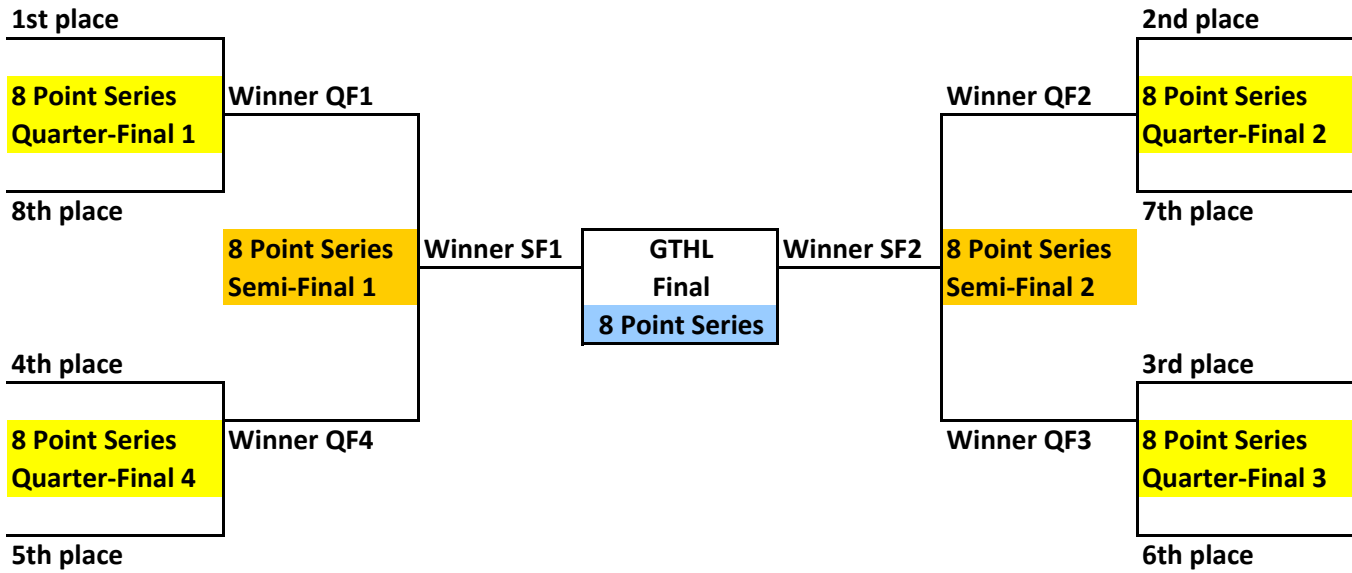 1st place
8 Point Series
Quarter-Final 1
8th place
Winner QF1
8 Point Series
Semi-Final 1
Winner QF4
4th place
8 Point Series
Quarter-Final 4
5th place
Winner SF1
GTHL
Final
8 Point Series
Winner SF2
2nd place
Winner QF2
8 Point Series
Quarter-Final 2
7th place
8 Point Series
Semi-Final 2
Winner QF3
3rd place
8 Point Series
Quarter-Final 3
6th place